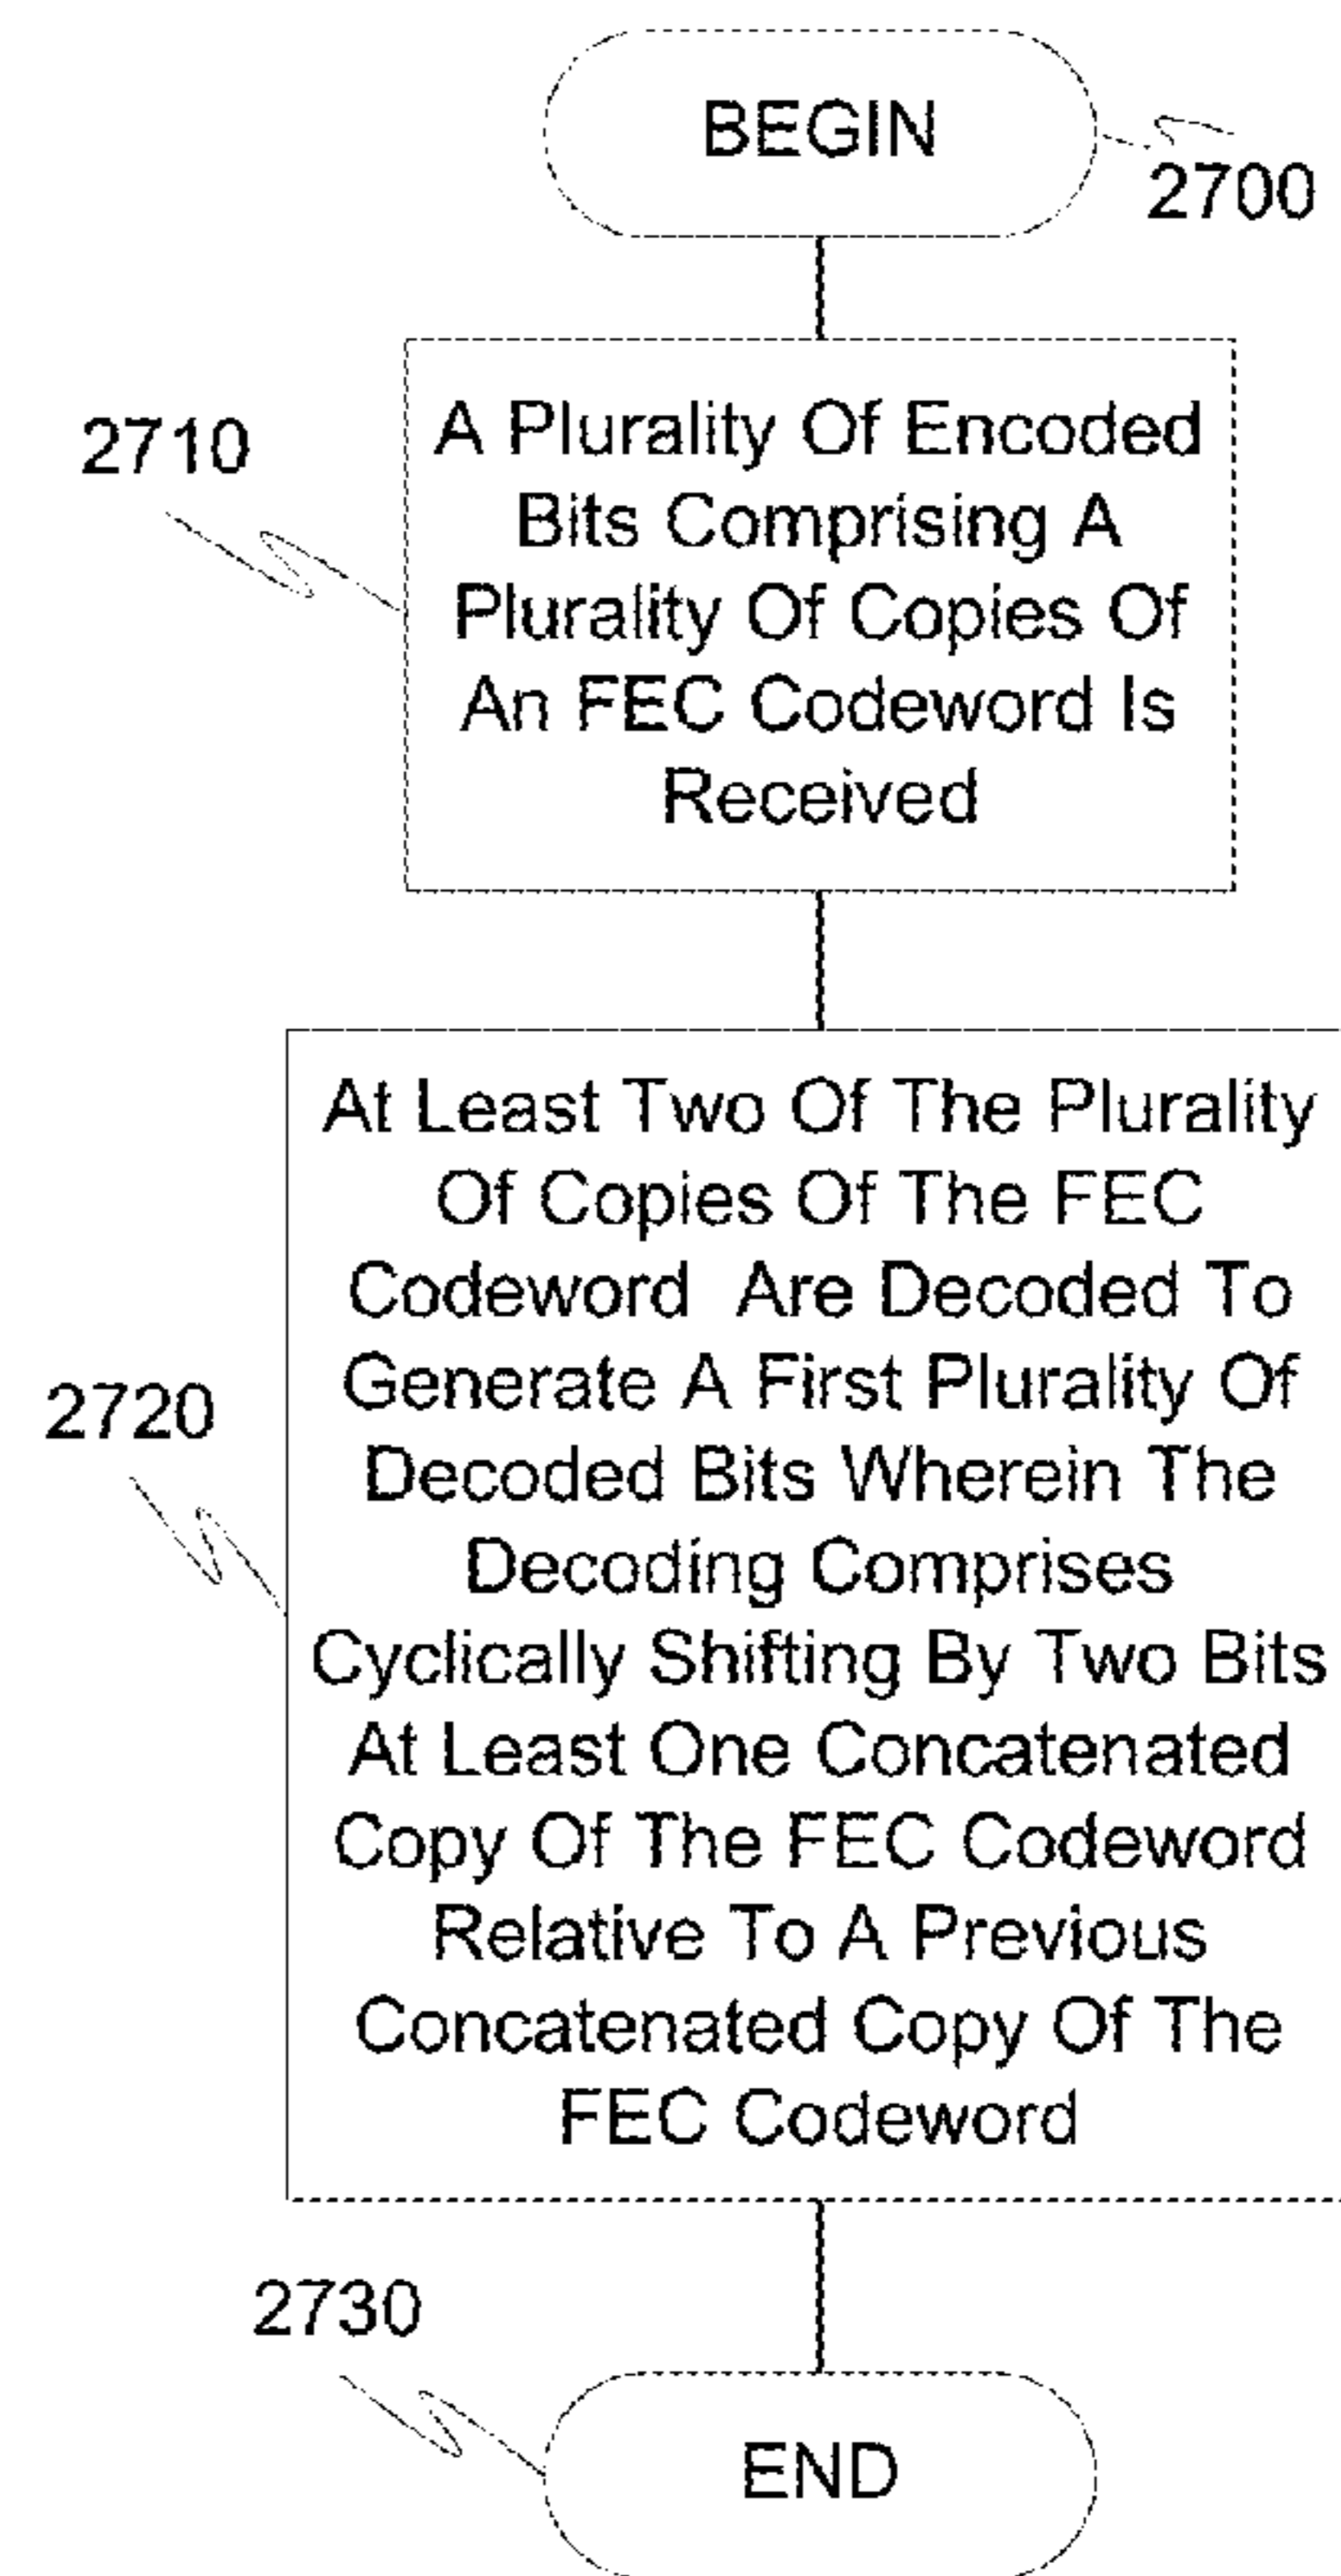 BEGIN
2700
2710
A Plurality Of Encoded
Bits Comprising A
Plurality Of Copies Of
An FEC Codeword Is
Received
At Least Two Of The Plurality
Of Copies Of The FEC
Codeword Are Decoded To
Generate A First Plurality Of
Decoded Bits Wherein The
Decoding Comprises
Cyclically Shifting By Two Bits
At Least One Concatenated
Copy Of The FEC Codeword
Relative To A Previous
Concatenated Copy Of The
FEC Codeword
2720
2730
END